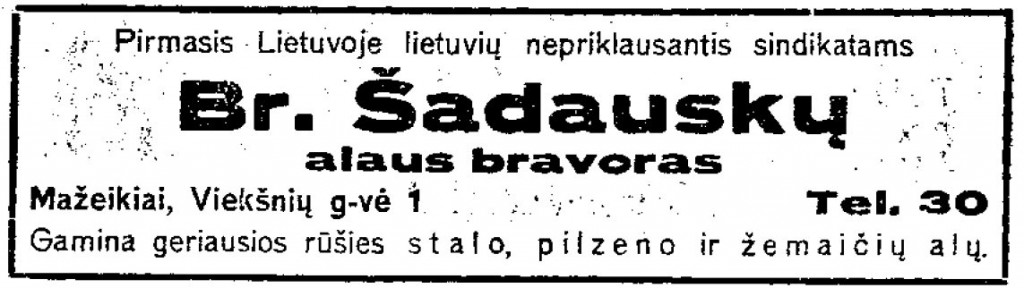 Pirmasis Lietuvoje lietuvių nepriklausantis sindikatams
Br. Šadauskų
alaus bravoras
Mažeikiai, Viekšnių g-vė 1 Tel. 30
Gamina geriausios rūšies stalo, pilzeno ir žemaičių alų.